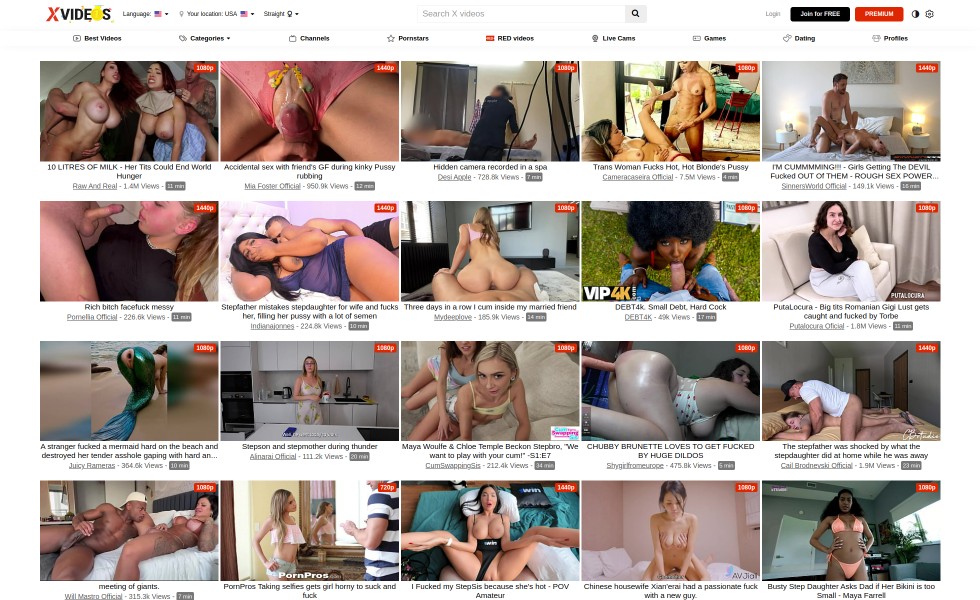 XVIDEOS
Language:
Your location: USA
Straight
Search X videos
Login
Join for FREE
PREMIUM
Best Videos
Categories
Channels
Pornstars
RED videos
Live Cams
Games
Dating
Profiles
1080p
1440p
1080p
1080p
1440p
10 LITRES OF MILK - Her Tits Could End World
Hunger
Raw And Real - 1.4M Views - 11 min
Accidental sex with friend's GF during kinky Pussy
rubbing
Mia Foster Official - 950.9k Views - 12 min
Hidden camera recorded in a spa
Desi Apple - 728.8k Views - 7 min
Trans Woman Fucks Hot, Hot Blonde's Pussy
Cameracaseira Official - 7.5M Views - 4 min
I'M CUMMMMING!!! - Girls Getting The DEVIL
Fucked OUT Of THEM - ROUGH SEX POWER...
SinnersWorld Official - 149.1k Views - 16 min
1440p
1440p
1080p
1080p
1080p
VIP4K
PUTALOCURA
Rich bitch facefuck messy
Pornellia Official - 226.6k Views - 11 min
Stepfather mistakes stepdaughter for wife and fucks
her, filling her pussy with a lot of semen
Indianajonnes - 224.8k Views - 10 min
Three days in a row I cum inside my married friend
Mydeeplove - 185.9k Views - 14 min
DEBT4k. Small Debt, Hard Cock
DEBT4K - 49k Views - 17 min
PutaLocura - Big tits Romanian Gigi Lust gets
caught and fucked by Torbe
Putalocura Oficial - 1.8M Views - 11 min
1080p
1080p
1080p
1080p
1440p
Swapping
A stranger fucked a mermaid hard on the beach and
destroyed her tender asshole gaping with hard an...
Juicy Rameras - 364.6k Views - 10 min
Stepson and stepmother during thunder
Alinarai Official - 111.2k Views - 20 min
Maya Woulfe & Chloe Temple Beckon Stepbro, "We
want to play with your cum!" -S1:E7
CumSwappingSis - 212.4k Views - 34 min
CHUBBY BRUNETTE LOVES TO GET FUCKED
BY HUGE DILDOS
Shygirlfromeurope - 475.8k Views - 5 min
The stepfather was shocked by what the
stepdaughter did at home while he was away
Carl Brodnevski Official - 1.9M Views - 23 min
1080p
720p
1440p
1080p
1080p
PornPros.com
AVJiali
meeting of giants.
Will Mastro Official - 315.3k Views - 7 min
PornPros Taking selfies gets girl horny to suck and
fuck
I Fucked my StepSis because she's hot - POV
Amateur
Chinese housewife Xian'erai had a passionate fuck
with a new guy.
Busty Step Daughter Asks Dad if Her Bikini is too
Small - Maya Farrell